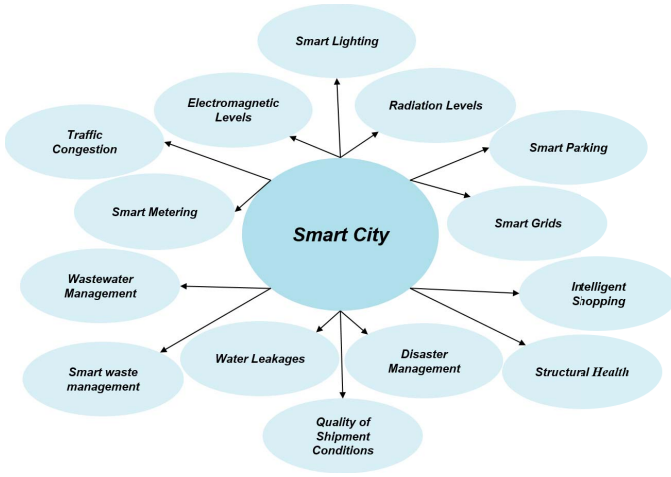 Smart Lighting
Electromagnetic
Levels
Radiation Levels
Traffic
Congestion
Smart Parking
Smart Metering
Smart City
Smart Grids
Wastewater
Management
Intelligent
Shopping
Smart waste
management
Water Leakages
Disaster
Management
Structural Health
Quality of
Shipment
Conditions